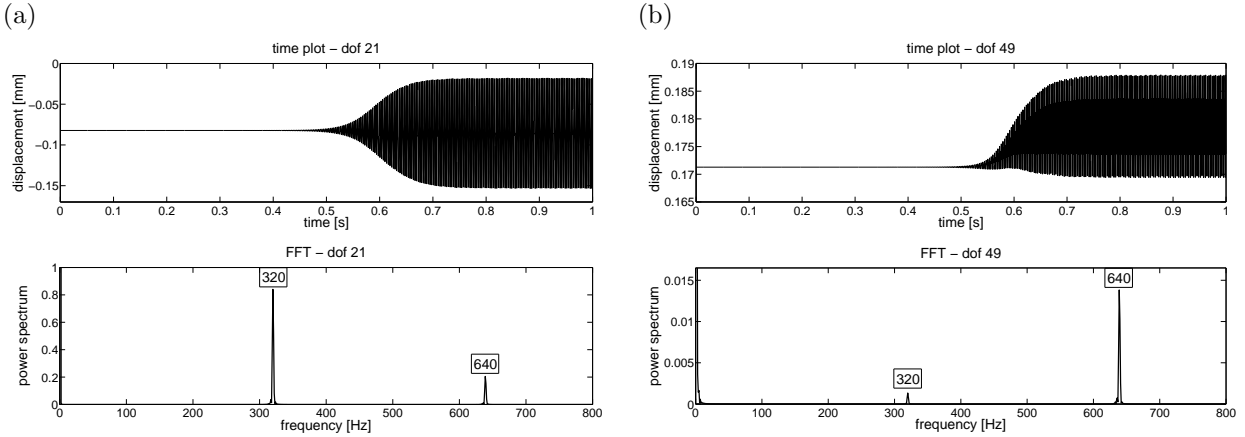 (a)
time plot – dof 21
displacement [mm]
0
−0.05
−0.1
−0.15
0 0.1 0.2 0.3 0.4 0.5 0.6 0.7 0.8 0.9 1
time [s]
FFT – dof 21
power spectrum
1
0.8
0.6
0.4
0.2
0
320
640
0 100 200 300 400 500 600 700 800
frequency [Hz]
(b)
time plot – dof 49
displacement [mm]
0.19
0.185
0.18
0.175
0.17
0.165
0 0.1 0.2 0.3 0.4 0.5 0.6 0.7 0.8 0.9 1
time [s]
FFT – dof 49
power spectrum
0.015
0.01
0.005
0
320
640
0 100 200 300 400 500 600 700 800
frequency [Hz]